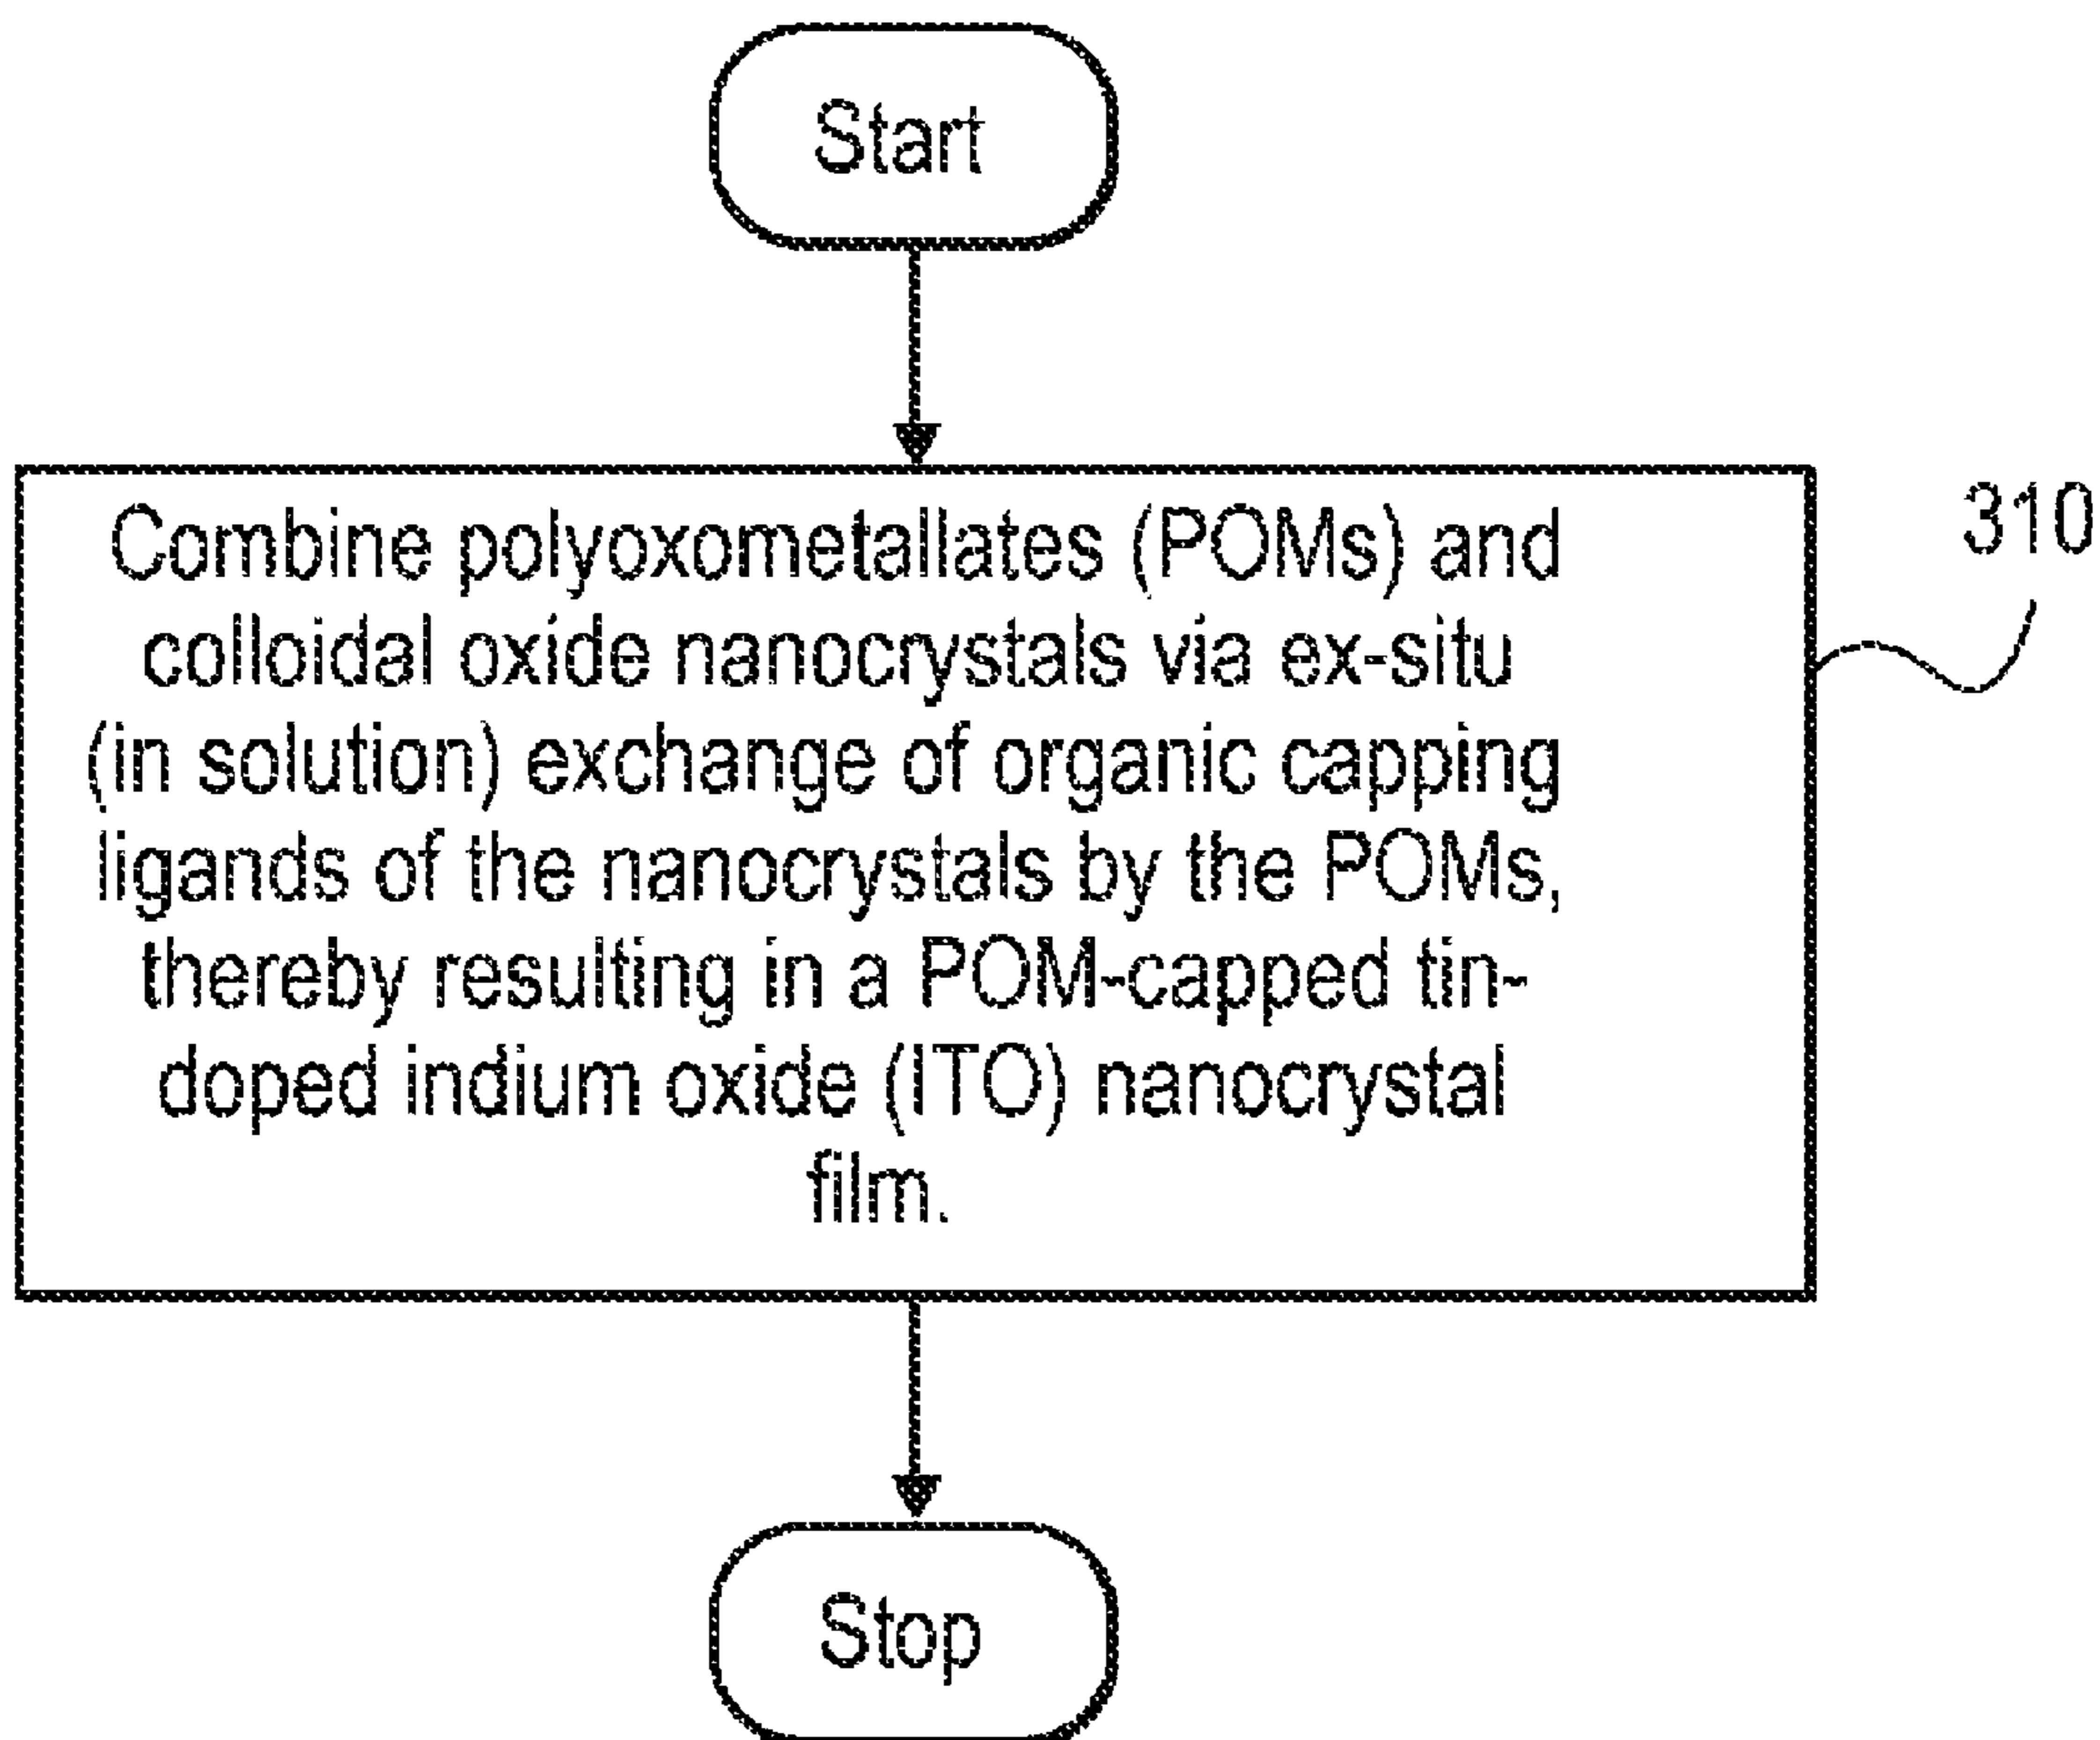 Start
Combine polyoxometallates (POMs) and
310
colloidal oxide nanocrystals via ex-situ
(in solution) exchange of organic capping
ligands of the nanocrystals by the POMs,
thereby resulting in a POM-capped tin-
doped indium oxide (ITO) nanocrystal
film.
Stop